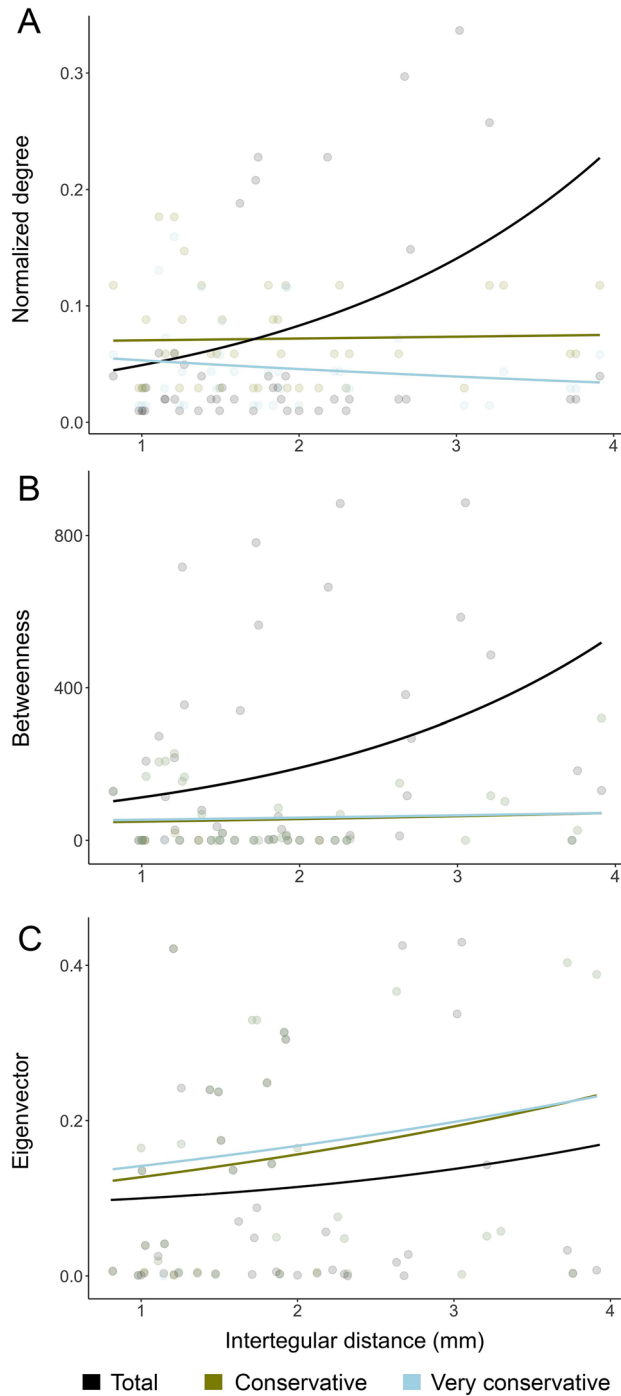 A
Normalized degree
0.3
0.2
0.1
0.0
1 2 3 4
B
Betweenness
800
400
0
1 2 3 4
C
Eigenvector
0.4
0.2
0.0
1 2 3 4
Intertegular distance (mm)
Total Conservative Very conservative